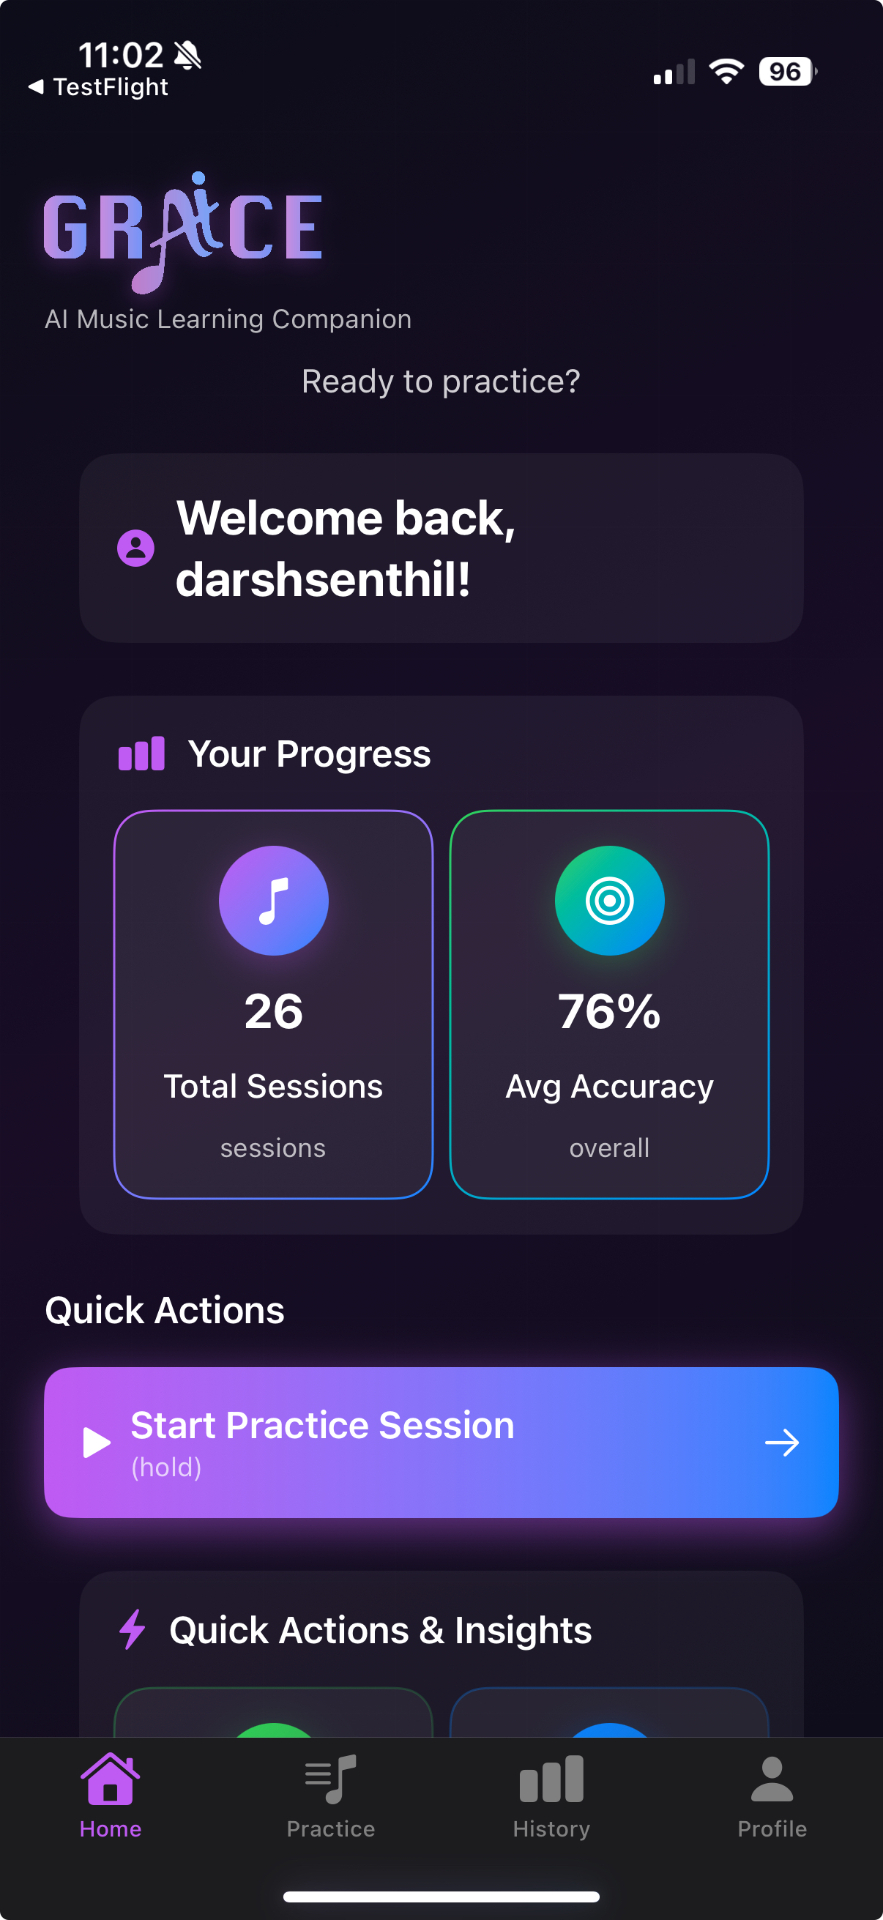 11:02
96
TestFlight
GRAiCE
AI Music Learning Companion
Ready to practice?
Welcome back,
darshsenthil!
Your Progress
26
76%
Total Sessions
Avg Accuracy
sessions
overall
Quick Actions
Start Practice Session
(hold)
Quick Actions & Insights
Home
Practice
History
Profile